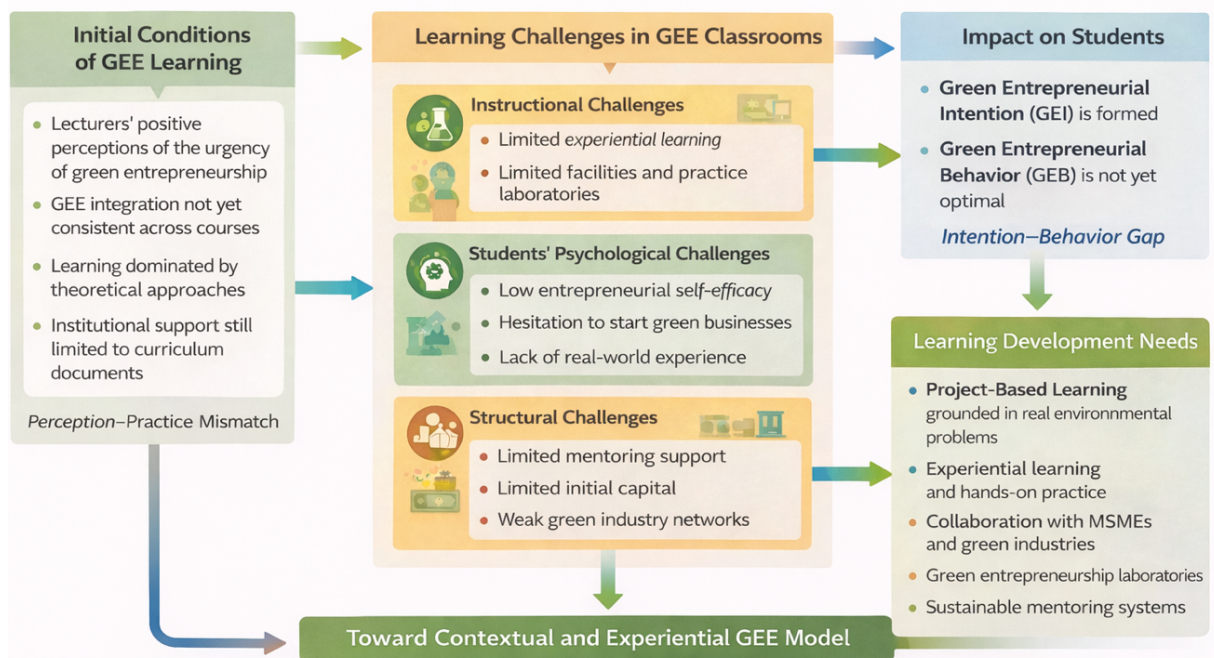 Initial Conditions
of GEE Learning
Lecturers' positive
perceptions of the urgency
of green entrepreneurship
GEE integration not yet
consistent across courses
Learning dominated by
theoretical approaches
Institutional support still
limited to curriculum
documents
Perception–Practice Mismatch
Learning Challenges in GEE Classrooms
Instructional Challenges
Limited experiential learning
Limited facilities and practice
laboratories
Students' Psychological Challenges
Low entrepreneurial self-efficacy
Hesitation to start green businesses
Lack of real-world experience
Structural Challenges
Limited mentoring support
Limited initial capital
Weak green industry networks
Impact on Students
Green Entrepreneurial
Intention (GEI) is formed
Green Entrepreneurial
Behavior (GEB) is not yet
optimal
Intention–Behavior Gap
Learning Development Needs
Project-Based Learning
grounded in real environnmental
problems
Experiential learning
and hands-on practice
Collaboration with MSMEs
and green industries
Green entrepreneurship laboratories
Sustainable mentoring systems
Toward Contextual and Experiential GEE Model